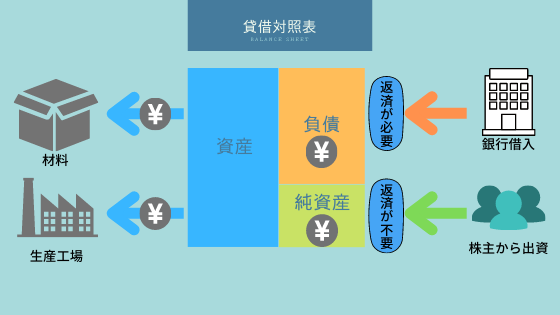 貸借対照表
BALANCE SHEET
資産
負債
¥
純資産
¥
¥
材料
¥
生産工場
返済が必要
銀行借入
返済が不要
株主から出資